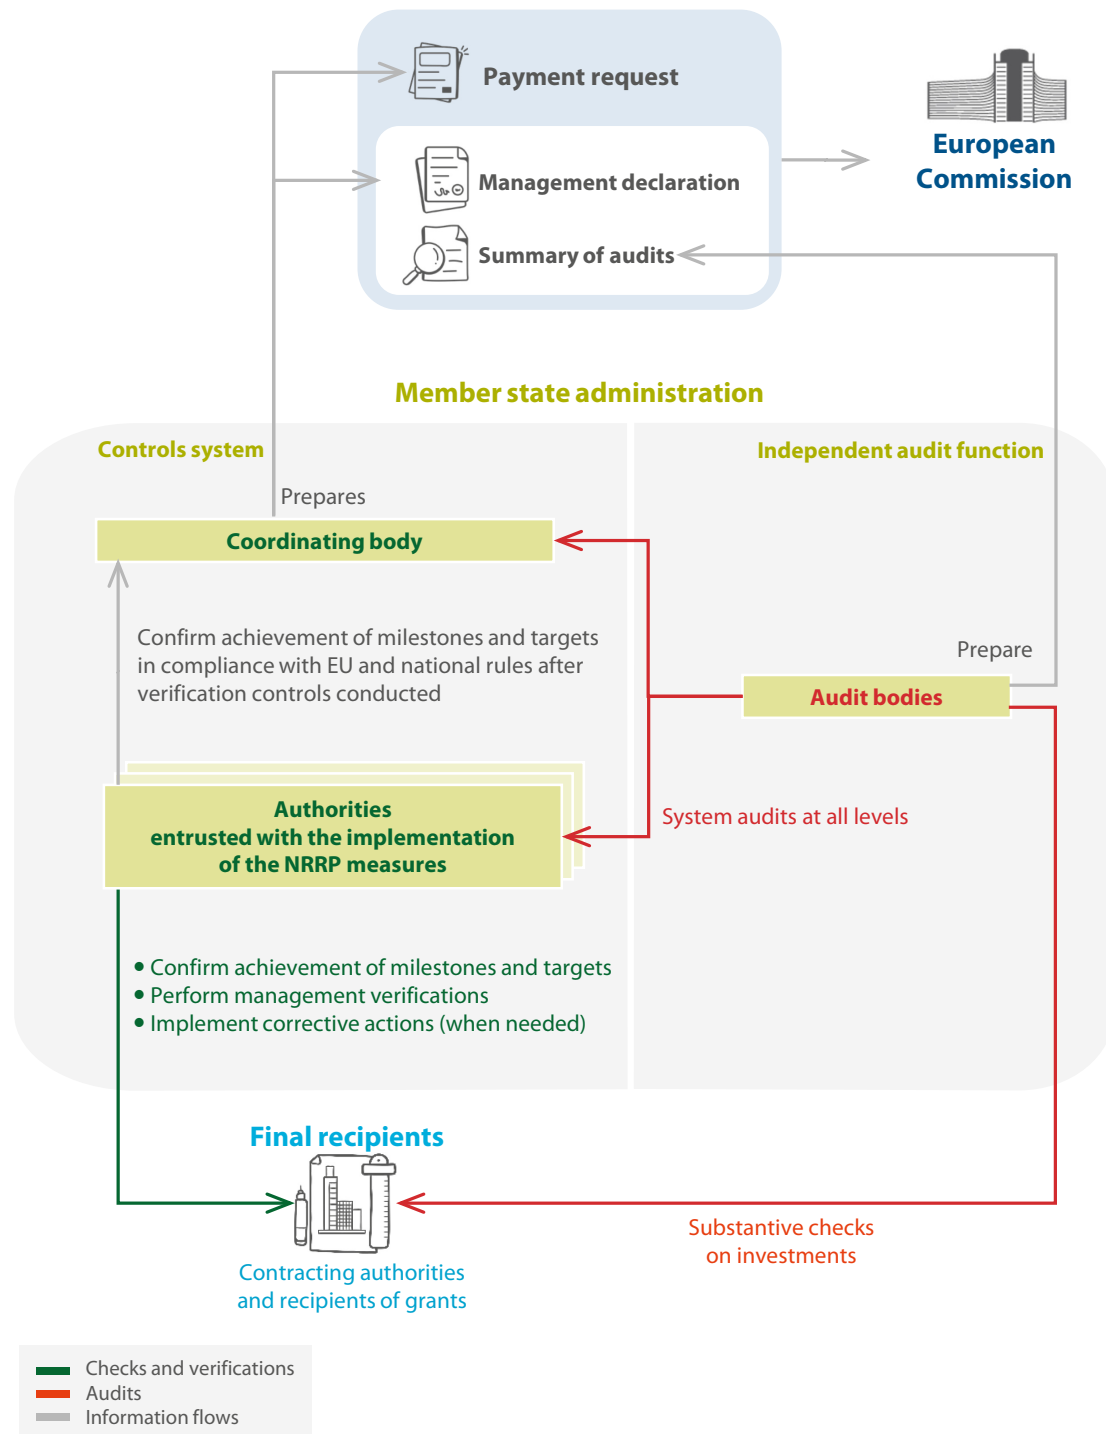 Payment request
European
Commission
Management declaration
Summary of audits
Member state administration
Controls system
Independent audit function
Prepares
Coordinating body
Confirm achievement of milestones and targets
in compliance with EU and national rules after
verification controls conducted
Prepare
Audit bodies
Authorities
entrusted with the implementation
of the NRRP measures
System audits at all levels
• Confirm achievement of milestones and targets
• Perform management verifications
• Implement corrective actions (when needed)
Final recipients
Substantive checks
on investments
Contracting authorities
and recipients of grants
Checks and verifications
Audits
Information flows